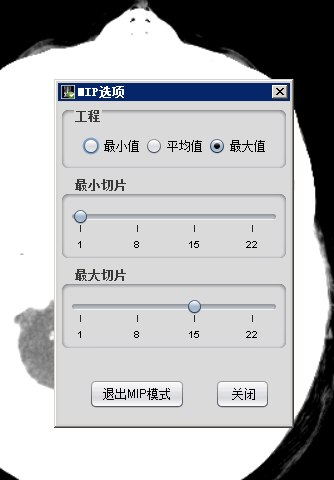 MIP选项
工程
最小值 平均值 最大值
最小切片
1 8 15 22
最大切片
1 8 15 22
退出MIP模式 关闭